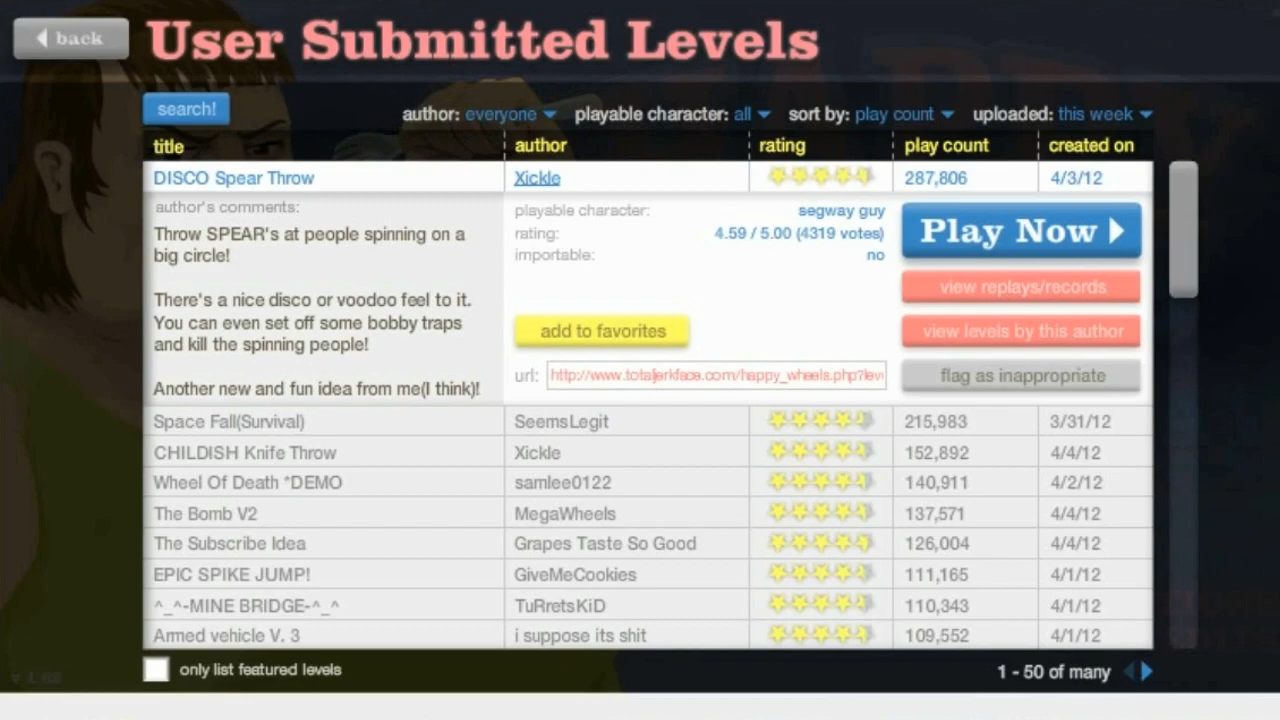 back
User Submitted Levels
search!
author: everyone playable character: all sort by: play count uploaded: this week
title author rating play count created on
DISCO Spear Throw Xickle 287,806 4/3/12
author's comments:
Throw SPEAR's at people spinning on a
big circle!
There's a nice disco or voodoo feel to it.
You can even set off some bobby traps
and kill the spinning people!
Another new and fun idea from me(I think)!
playable character: segway guy
rating: 4.59 / 5.00 (4319 votes)
importable: no
add to favorites
url: http://www.totaljerkface.com/happy_wheels.php?lev
Play Now
view replays/records
view levels by this author
flag as inappropriate
Space Fall(Survival) SeemsLegit 215,983 3/31/12
CHILDISH Knife Throw Xickle 152,892 4/4/12
Wheel Of Death *DEMO samlee0122 140,911 4/2/12
The Bomb V2 MegaWheels 137,571 4/4/12
The Subscribe Idea Grapes Taste So Good 126,004 4/4/12
EPIC SPIKE JUMP! GiveMeCookies 111,165 4/1/12
^_^-MINE BRIDGE-^_^ TuRretsKiD 110,343 4/1/12
Armed vehicle V. 3 i suppose its shit 109,552 4/1/12
only list featured levels
1 - 50 of many